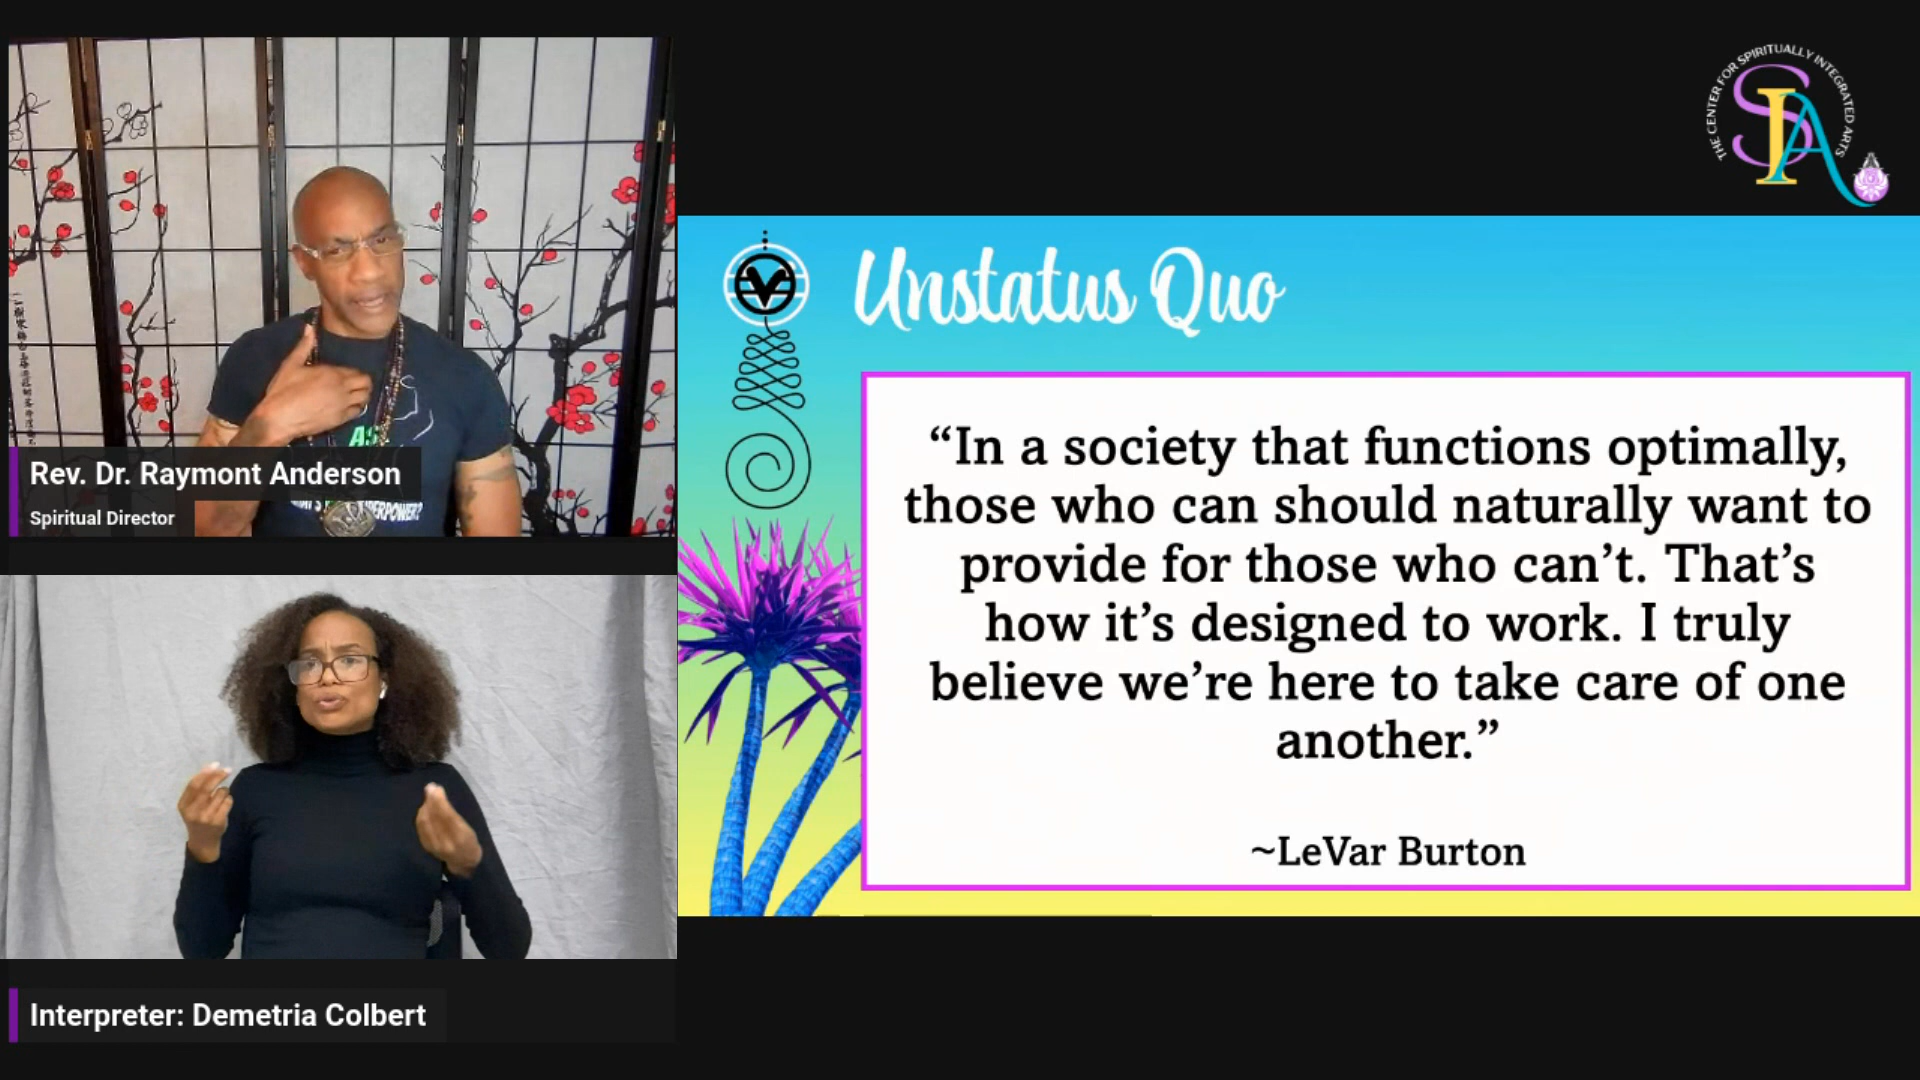 THE CENTER FOR SPIRITUALLY INTEGRATED ARTS
SIA
Unstatus Quo
“In a society that functions optimally,
those who can should naturally want to
provide for those who can’t. That’s
how it’s designed to work. I truly
believe we’re here to take care of one
another.”
~LeVar Burton
Rev. Dr. Raymont Anderson
Spiritual Director
Interpreter: Demetria Colbert